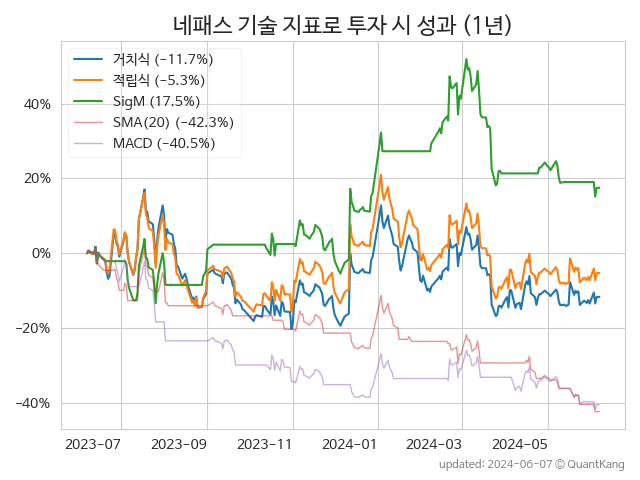 네패스 기술 지표로 투자 시 성과 (1년)
거치식 (−11.7%)
적립식 (−5.3%)
SigM (17.5%)
SMA(20) (−42.3%)
MACD (−40.5%)
40%
20%
0%
−20%
−40%
2023-07 2023-09 2023-11 2024-01 2024-03 2024-05
updated: 2024-06-07 © QuantKang